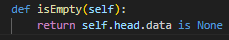 def isEmpty(self):
    return self.head.data is None